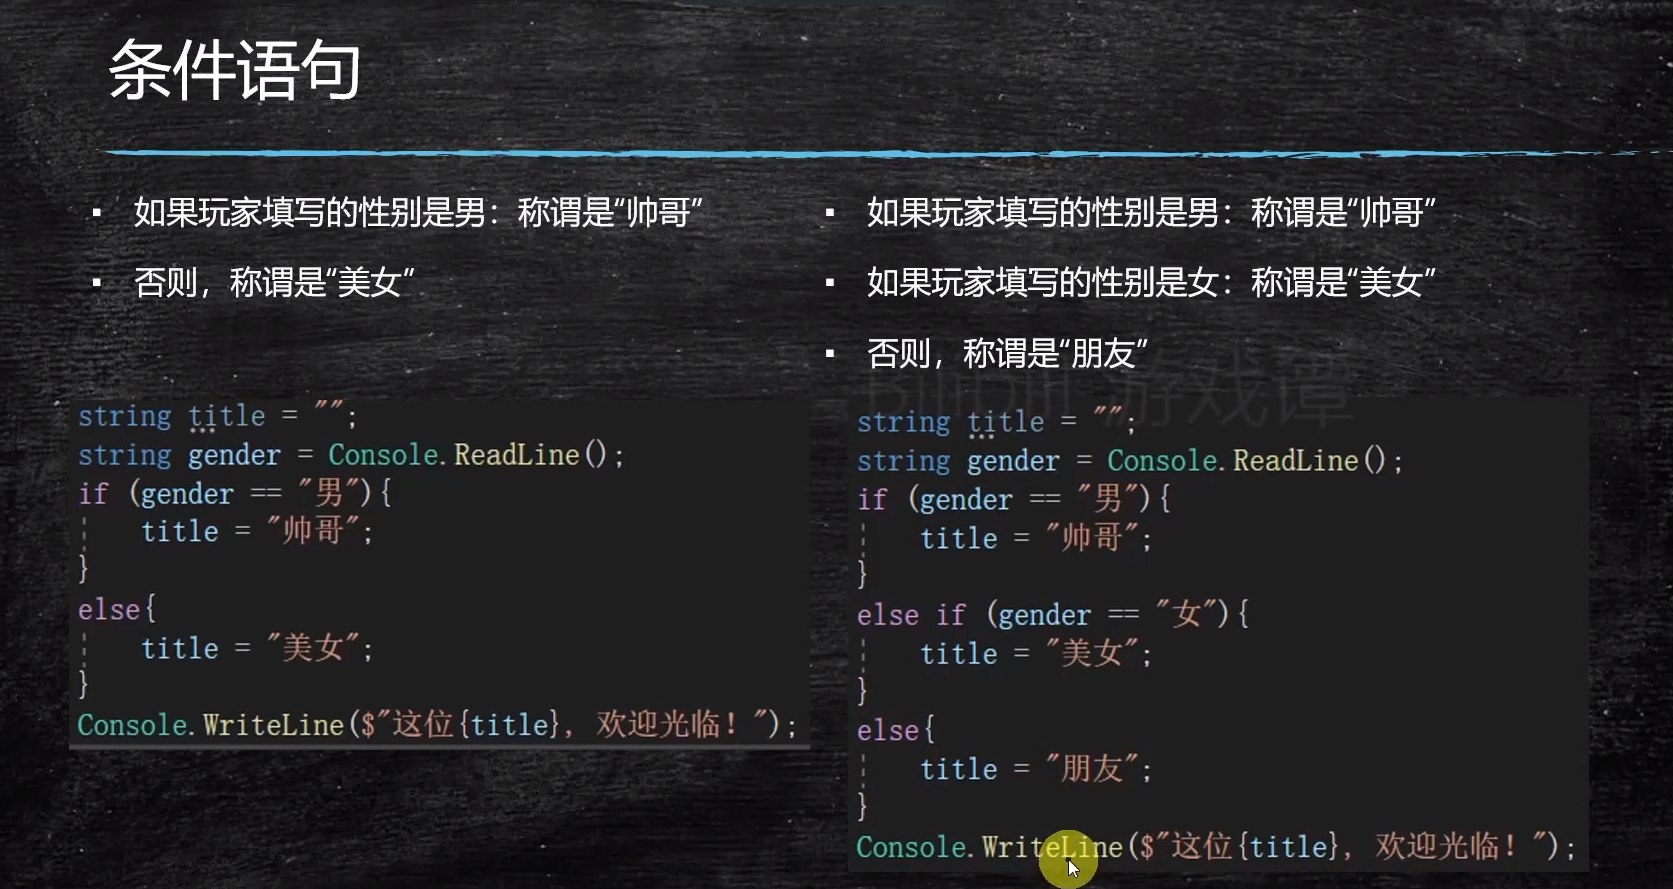 条件语句
▪ 如果玩家填写的性别是男：称谓是“帅哥”
▪ 否则，称谓是“美女”
string title = "";
string gender = Console.ReadLine();
if (gender == "男"){
    title = "帅哥";
}
else{
    title = "美女";
}
Console.WriteLine($"这位{title}, 欢迎光临！");
▪ 如果玩家填写的性别是男：称谓是“帅哥”
▪ 如果玩家填写的性别是女：称谓是“美女”
▪ 否则，称谓是“朋友”
string title = "";
string gender = Console.ReadLine();
if (gender == "男"){
    title = "帅哥";
}
else if (gender == "女"){
    title = "美女";
}
else{
    title = "朋友";
}
Console.WriteLine($"这位{title}, 欢迎光临！");